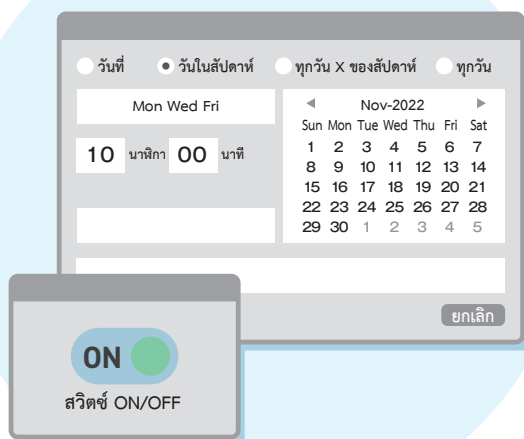 วันที่ วันในสัปดาห์ ทุกวัน X ของสัปดาห์ ทุกวัน
Mon Wed Fri
10 นาฬิกา 00 นาที
Nov-2022
Sun Mon Tue Wed Thu Fri Sat
1 2 3 4 5 6 7
8 9 10 11 12 13 14
15 16 17 18 19 20 21
22 23 24 25 26 27 28
29 30 1 2 3 4 5
ยกเลิก
ON
สวิตซ์ ON/OFF